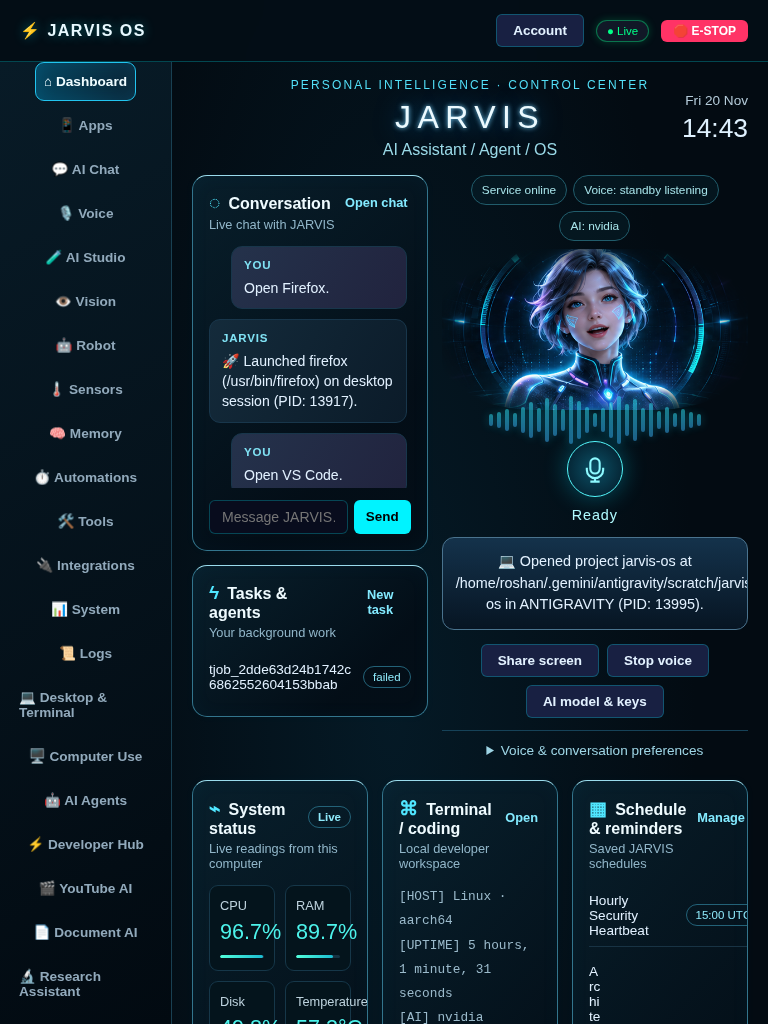 ⚡ JARVIS OS
Account
● Live
🛑 E-STOP
⌂ Dashboard
📱 Apps
💬 AI Chat
🎙️ Voice
🧪 AI Studio
👁️ Vision
🤖 Robot
🌡️ Sensors
🧠 Memory
⏱️ Automations
🛠️ Tools
🔌 Integrations
📊 System
📜 Logs
💻 Desktop &
Terminal
🖥️ Computer Use
🤖 AI Agents
⚡ Developer Hub
🎬 YouTube AI
📄 Document AI
🔬 Research
Assistant
PERSONAL INTELLIGENCE · CONTROL CENTER
JARVIS
AI Assistant / Agent / OS
Fri 20 Nov
14:43
Conversation
Open chat
Live chat with JARVIS
YOU
Open Firefox.
JARVIS
🚀 Launched firefox
(/usr/bin/firefox) on desktop
session (PID: 13917).
YOU
Open VS Code.
Message JARVIS.
Send
Service online
Voice: standby listening
AI: nvidia
Ready
💻 Opened project jarvis-os at
/home/roshan/.gemini/antigravity/scratch/jarvis
os in ANTIGRAVITY (PID: 13995).
Share screen
Stop voice
AI model & keys
▶ Voice & conversation preferences
ϟ Tasks &
agents
New
task
Your background work
tjob_2dde63d24b1742c
6862552604153bbab
failed
⌁ System
status
Live
Live readings from this
computer
CPU
96.7%
RAM
89.7%
Disk
Temperature
⌘ Terminal
/ coding
Open
Local developer
workspace
[HOST] Linux ·
aarch64
[UPTIME] 5 hours,
1 minute, 31
seconds
[AI] nvidia
▦ Schedule
& reminders
Manage
Saved JARVIS
schedules
Hourly
Security
Heartbeat
15:00 UTC
A
rc
hi
te